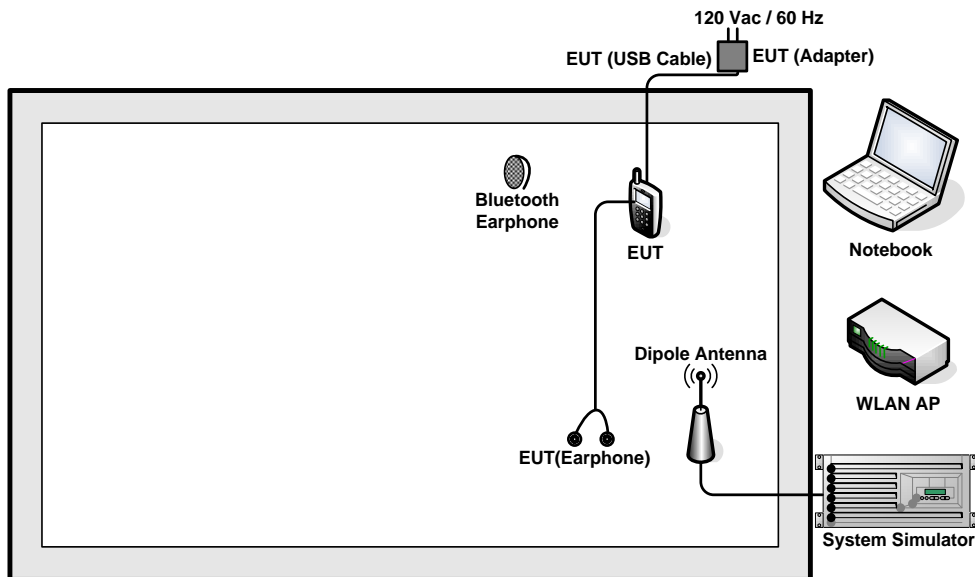 120 Vac / 60 Hz
EUT (USB Cable)
EUT (Adapter)
Bluetooth
Earphone
EUT
Notebook
Dipole Antenna
WLAN AP
EUT(Earphone)
System Simulator